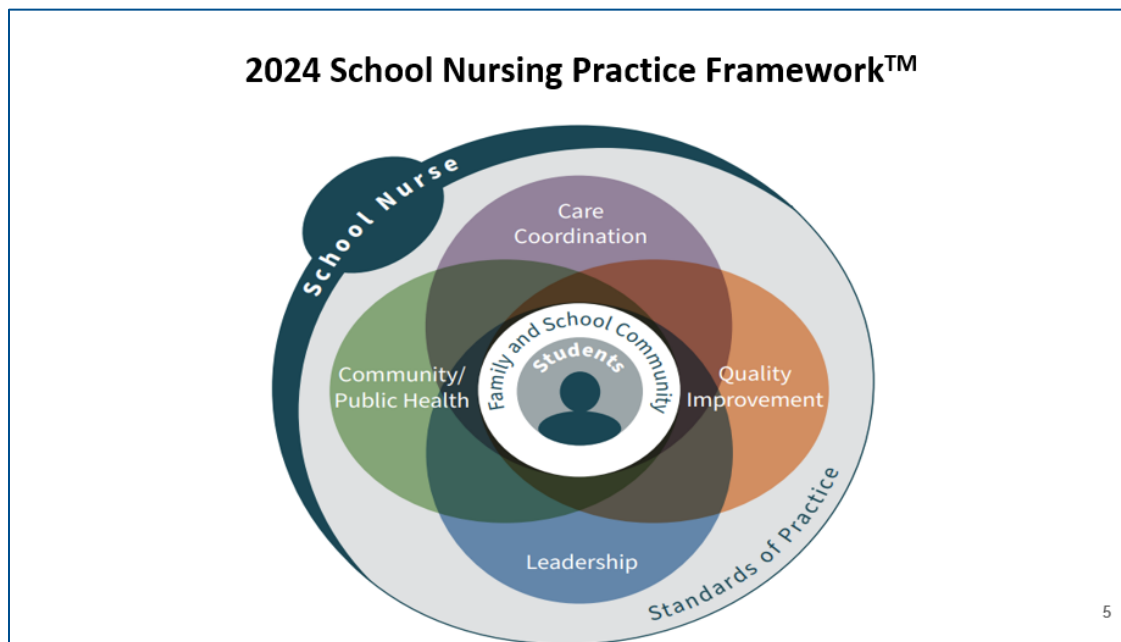 2024 School Nursing Practice Framework™
School Nurse
Care
Coordination
Family and School Community
Students
Community/
Public Health
Quality
Improvement
Leadership
Standards of Practice
5